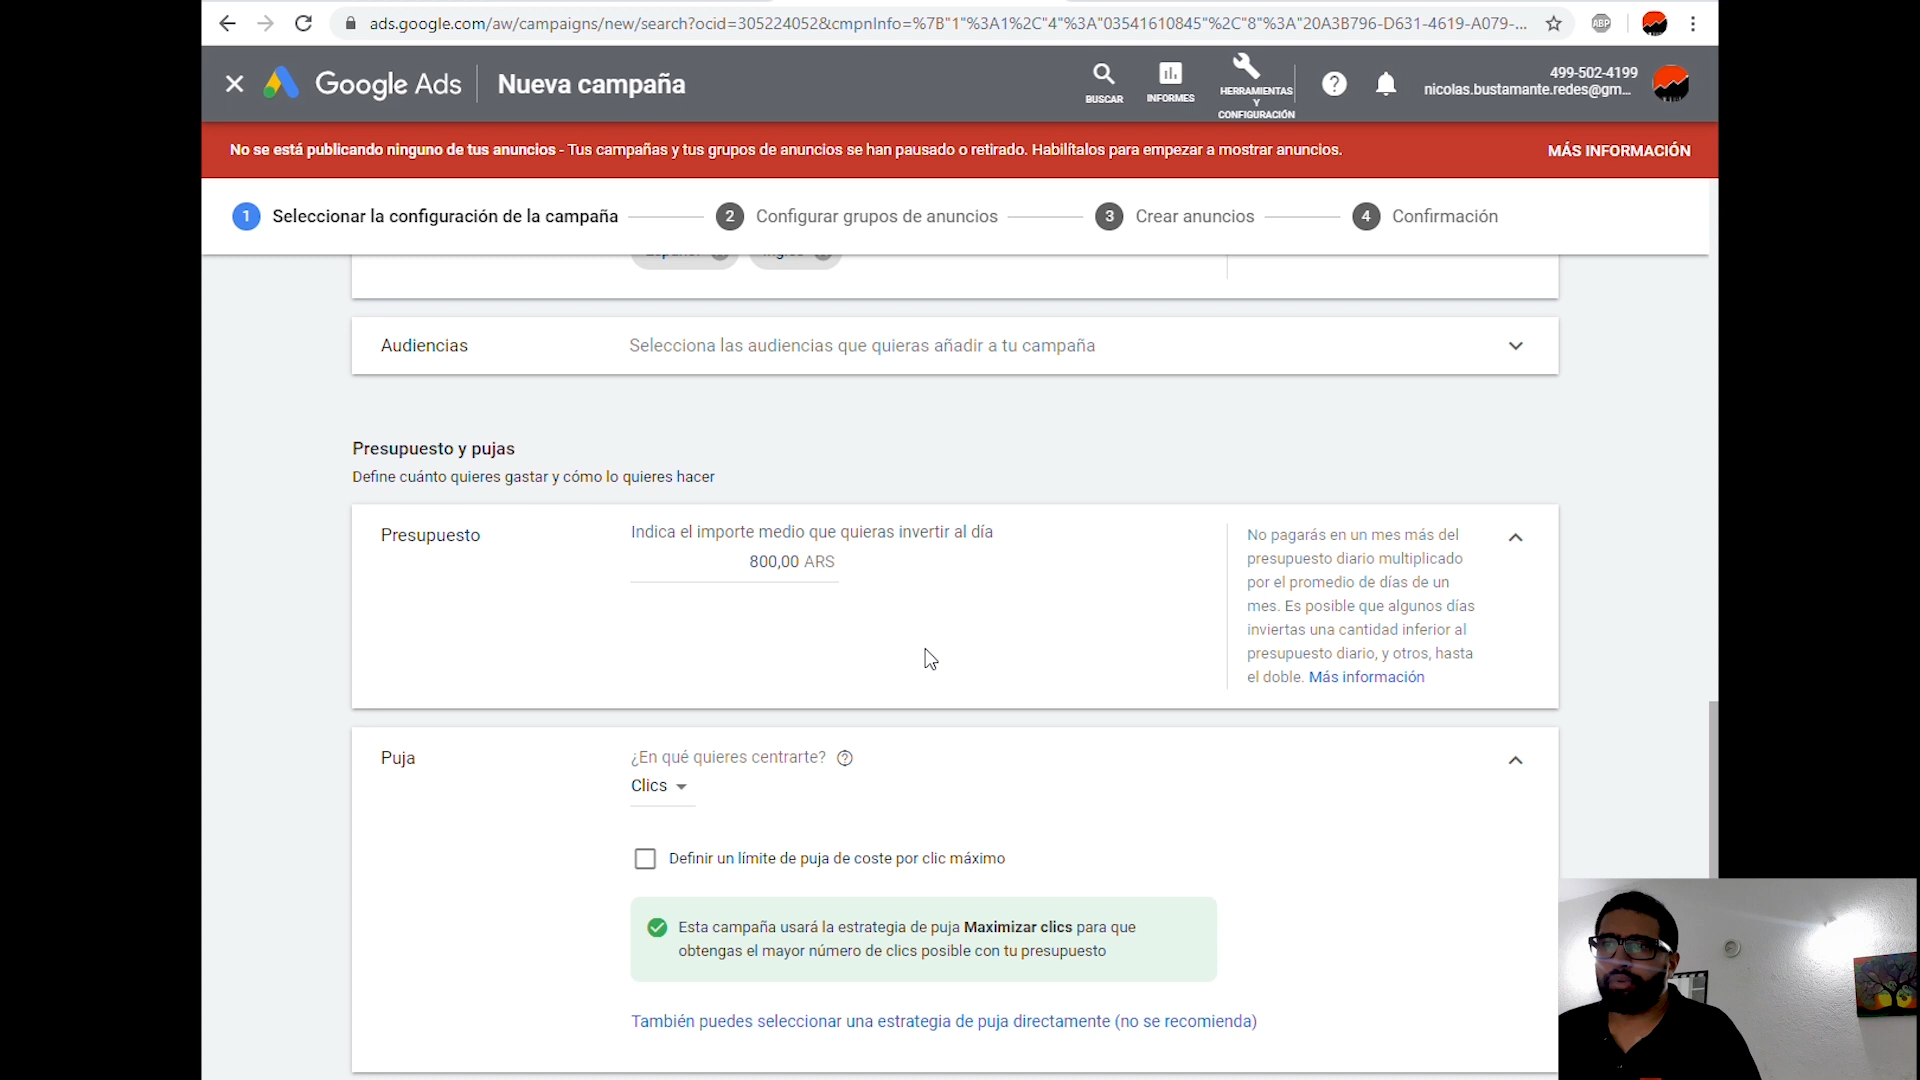 ads.google.com/aw/campaigns/new/search?ocid=305224052&cmpnInfo=%7B"1"%3A1%2C"4"%3A"03541610845"%2C"8"%3A"20A3B796-D631-4619-A079-...
ABP
Google Ads
Nueva campaña
BUSCAR
INFORMES
HERRAMIENTAS
Y
CONFIGURACIÓN
499-502-4199
nicolas.bustamante.redes@gm...
No se está publicando ninguno de tus anuncios - Tus campañas y tus grupos de anuncios se han pausado o retirado. Habilítalos para empezar a mostrar anuncios.
MÁS INFORMACIÓN
1 Seleccionar la configuración de la campaña
2 Configurar grupos de anuncios
3 Crear anuncios
4 Confirmación
Español
Inglés
Audiencias
Selecciona las audiencias que quieras añadir a tu campaña
Presupuesto y pujas
Define cuánto quieres gastar y cómo lo quieres hacer
Presupuesto
Indica el importe medio que quieras invertir al día
800,00 ARS
No pagarás en un mes más del
presupuesto diario multiplicado
por el promedio de días de un
mes. Es posible que algunos días
inviertas una cantidad inferior al
presupuesto diario, y otros, hasta
el doble. Más información
Puja
¿En qué quieres centrarte?
Clics
Definir un límite de puja de coste por clic máximo
Esta campaña usará la estrategia de puja Maximizar clics para que
obtengas el mayor número de clics posible con tu presupuesto
También puedes seleccionar una estrategia de puja directamente (no se recomienda)